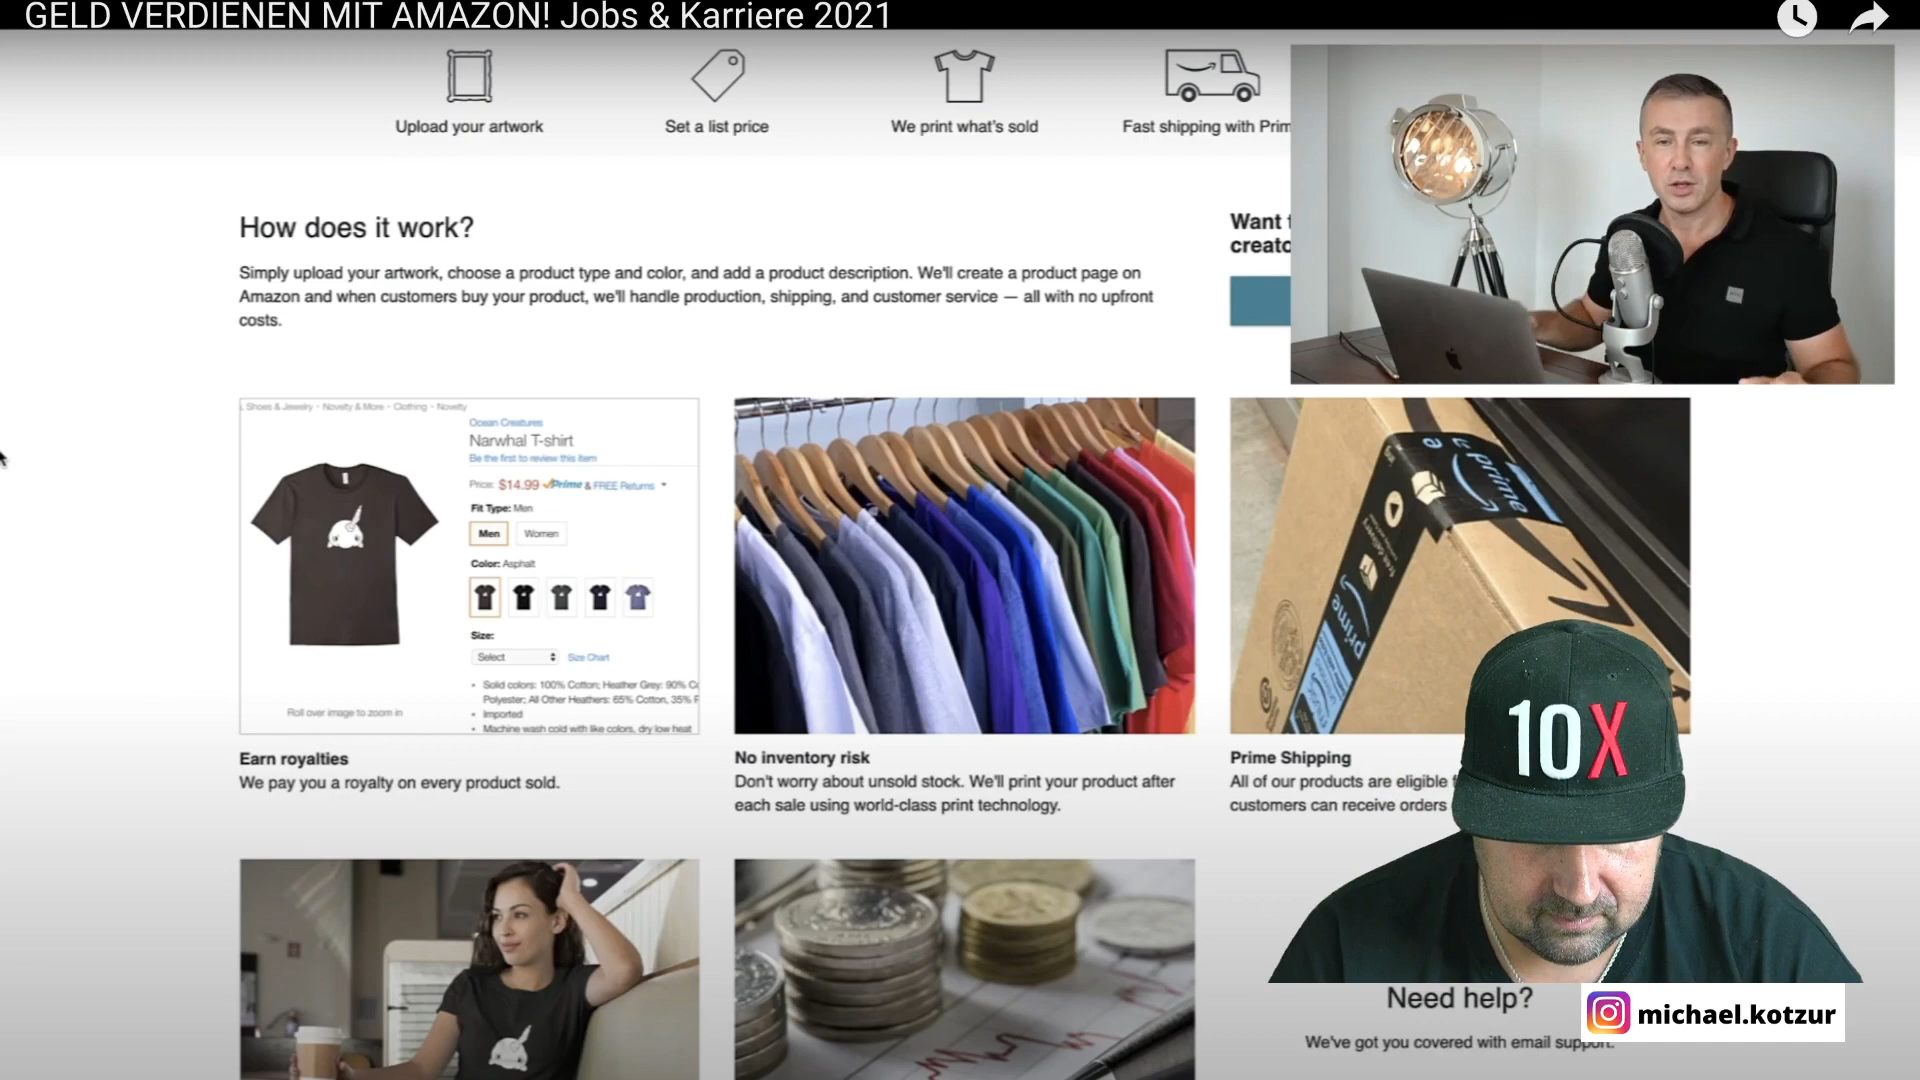 GELD VERDIENEN MIT AMAZON! Jobs & Karriere 2021
Upload your artwork
Set a list price
We print what's sold
Fast shipping with Prim
How does it work?
Simply upload your artwork, choose a product type and color, and add a product description. We'll create a product page on
Amazon and when customers buy your product, we'll handle production, shipping, and customer service — all with no upfront
costs.
Want
creato
Shoes & Jewelry › Novelty & More › Clothing › Novelty
Ocean Creatures
Narwhal T-shirt
Be the first to review this item
Price: $14.99 Prime & FREE Returns
Fit Type: Men
Men
Women
Color: Asphalt
Size:
Select
Size Chart
• Solid colors: 100% Cotton; Heather Grey: 90% Co
Polyester; All Other Heathers: 65% Cotton, 35% P
• Imported
• Machine wash cold with like colors, dry low heat
Roll over image to zoom in
prime
prime
Earn royalties
We pay you a royalty on every product sold.
No inventory risk
Don't worry about unsold stock. We'll print your product after
each sale using world-class print technology.
Prime Shipping
All of our products are eligible
customers can receive orders
10X
Need help?
We've got you covered with email support.
michael.kotzur